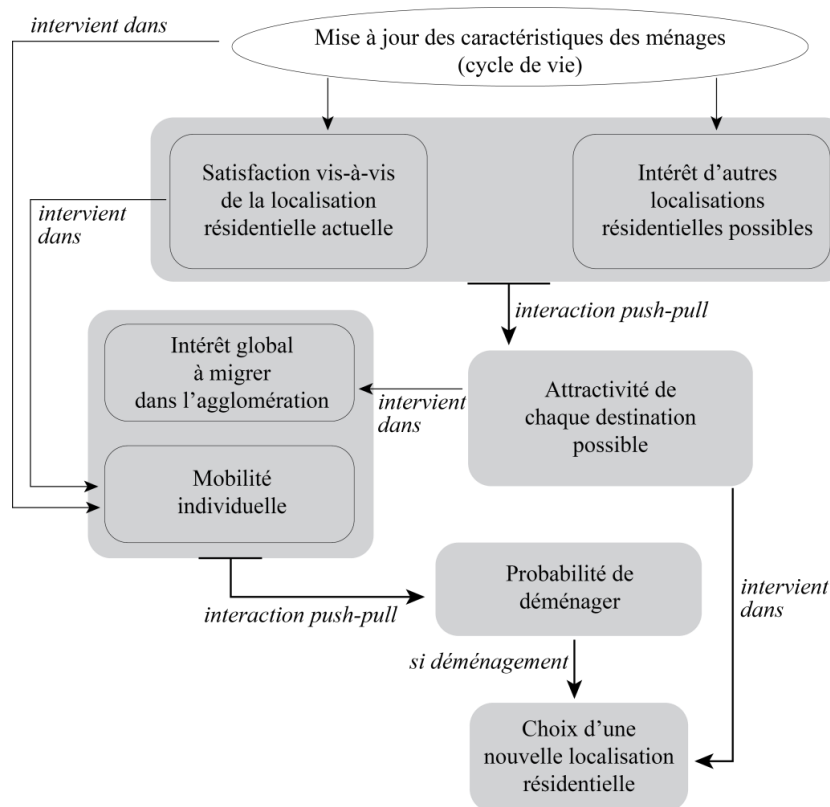 intervient dans
Mise à jour des caractéristiques des ménages
(cycle de vie)
Satisfaction vis-à-vis
de la localisation
résidentielle actuelle
Intérêt d’autres
localisations
résidentielles possibles
intervient
dans
interaction push-pull
Intérêt global
à migrer
dans l’agglomération
intervient
dans
Attractivité de
chaque destination
possible
Mobilité
individuelle
interaction push-pull
Probabilité de
déménager
intervient
dans
si déménagement
Choix d’une
nouvelle localisation
résidentielle